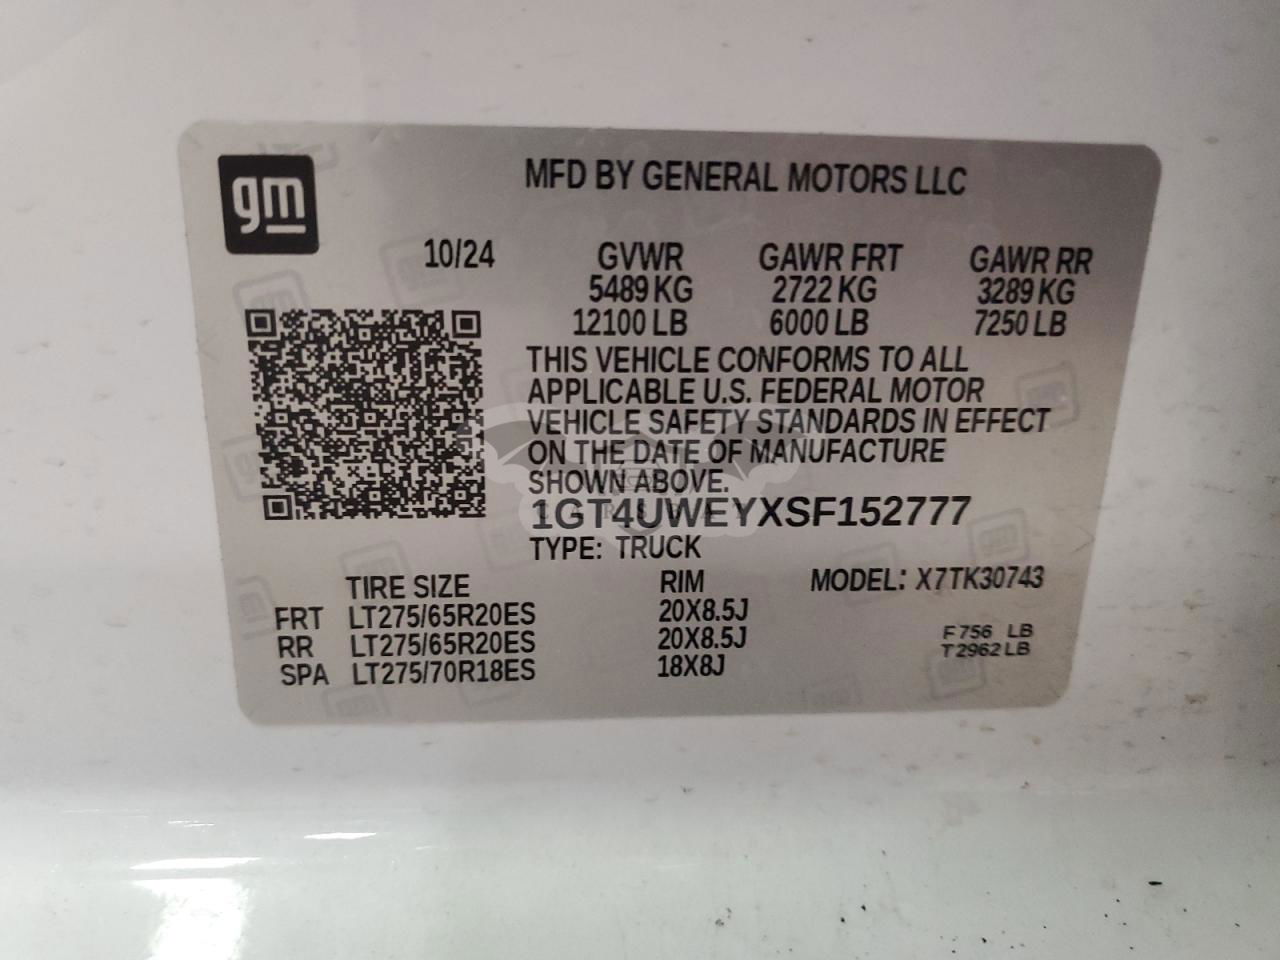 gm
MFD BY GENERAL MOTORS LLC
10/24 GVWR GAWR FRT GAWR RR
5489 KG 2722 KG 3289 KG
12100 LB 6000 LB 7250 LB
THIS VEHICLE CONFORMS TO ALL
APPLICABLE U.S. FEDERAL MOTOR
VEHICLE SAFETY STANDARDS IN EFFECT
ON THE DATE OF MANUFACTURE
SHOWN ABOVE.
1GT4UWEYXSF152777
TYPE: TRUCK
TIRE SIZE RIM MODEL: X7TK30743
FRT LT275/65R20ES 20X8.5J
RR LT275/65R20ES 20X8.5J
SPA LT275/70R18ES 18X8J
F 756 LB
T 2962 LB